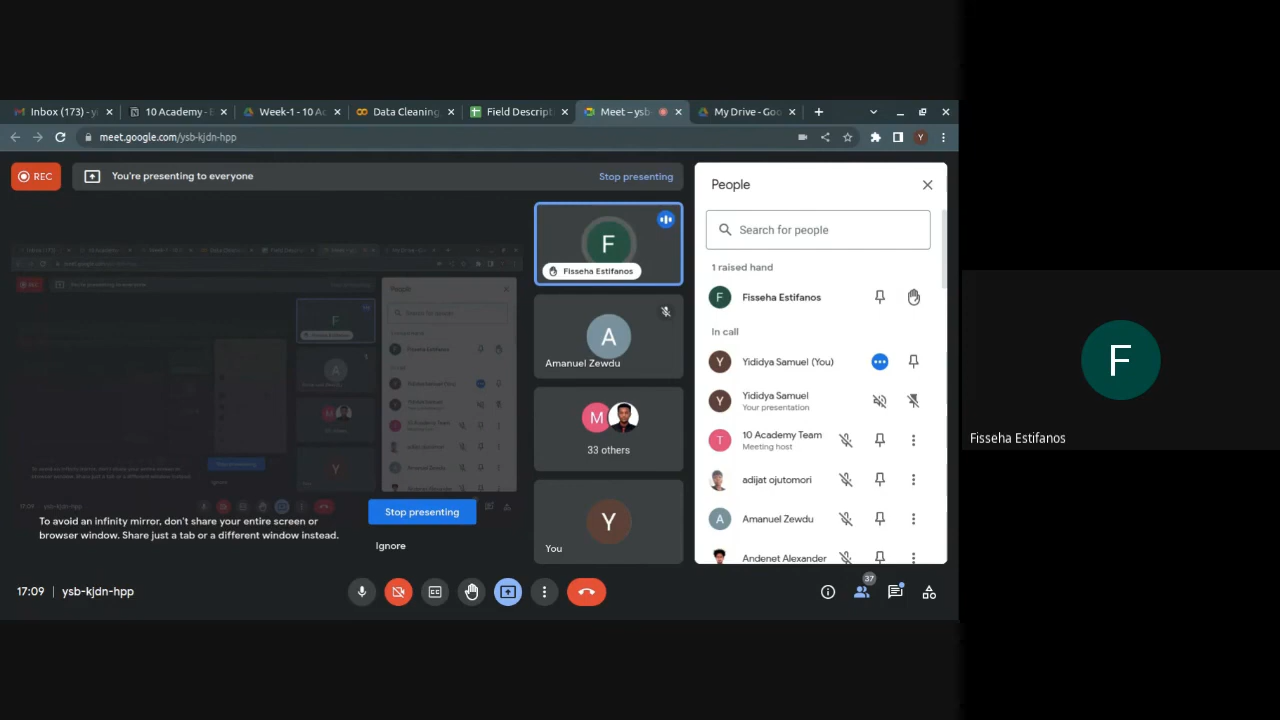 Inbox (173) - y
10 Academy - B
Week-1 - 10 Ac
Data Cleaning
Field Descript
Meet – ysb-
My Drive - Goo
meet.google.com/ysb-kjdn-hpp
REC
You're presenting to everyone
Stop presenting
F
Fisseha Estifanos
A
Amanuel Zewdu
M
33 others
Y
You
To avoid an infinity mirror, don't share your entire screen or
browser window. Share just a tab or a different window instead.
Stop presenting
Ignore
People
Search for people
1 raised hand
F
Fisseha Estifanos
In call
Y
Yididya Samuel (You)
Y
Yididya Samuel
Your presentation
T
10 Academy Team
Meeting host
adijat ojutomori
A
Amanuel Zewdu
Andenet Alexander
17:09
ysb-kjdn-hpp
37
F
Fisseha Estifanos